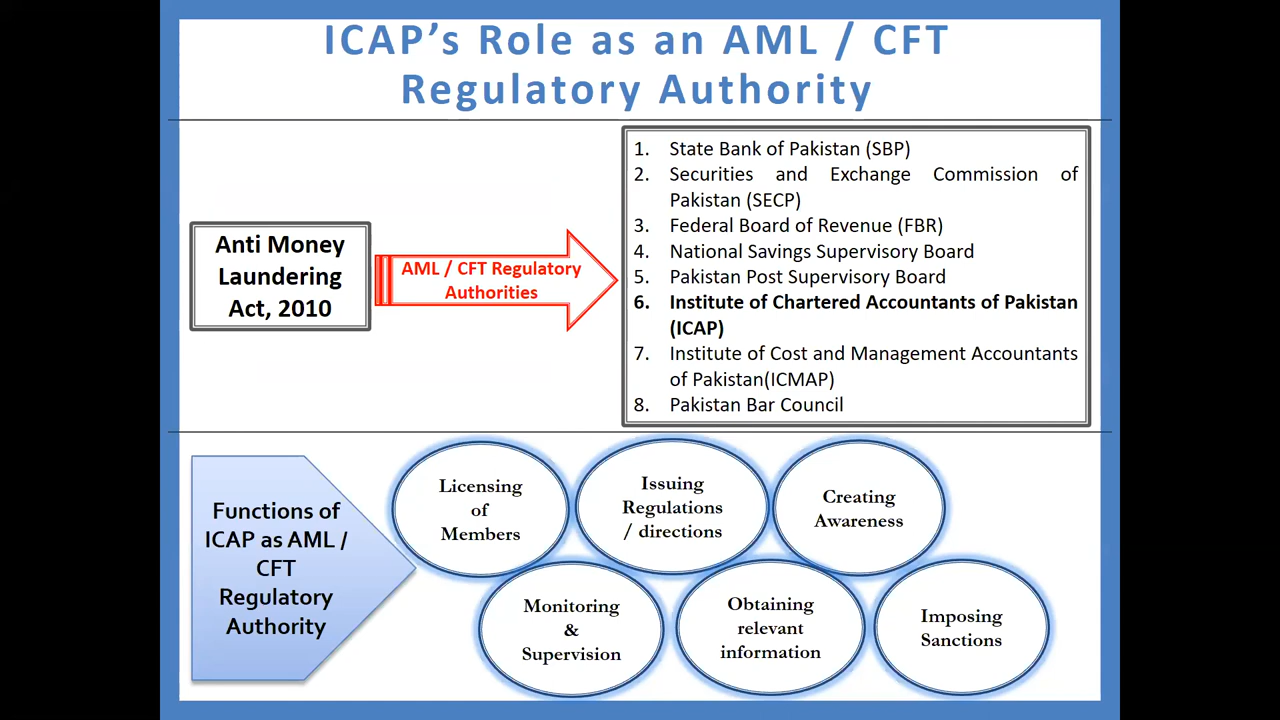 ICAP's Role as an AML / CFT
Regulatory Authority
Anti Money
Laundering
Act, 2010
AML / CFT Regulatory
Authorities
1. State Bank of Pakistan (SBP)
2. Securities and Exchange Commission of
Pakistan (SECP)
3. Federal Board of Revenue (FBR)
4. National Savings Supervisory Board
5. Pakistan Post Supervisory Board
6. Institute of Chartered Accountants of Pakistan
(ICAP)
7. Institute of Cost and Management Accountants
of Pakistan(ICMAP)
8. Pakistan Bar Council
Functions of
ICAP as AML /
CFT
Regulatory
Authority
Licensing
of
Members
Issuing
Regulations
/ directions
Creating
Awareness
Monitoring
&
Supervision
Obtaining
relevant
information
Imposing
Sanctions